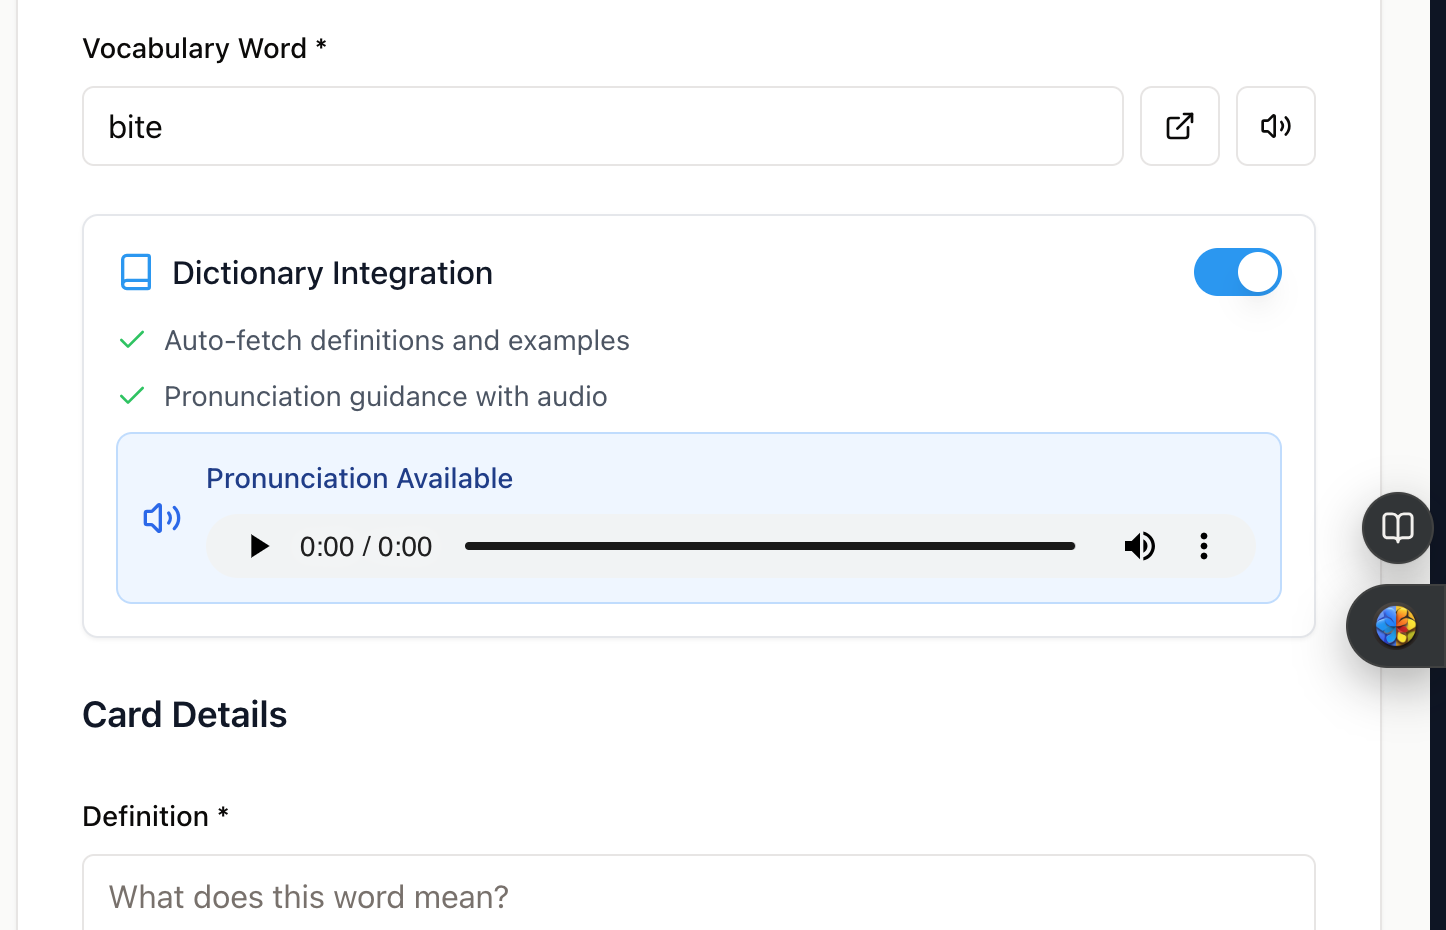 Vocabulary Word *
bite
Dictionary Integration
Auto-fetch definitions and examples
Pronunciation guidance with audio
Pronunciation Available
0:00 / 0:00
Card Details
Definition *
What does this word mean?